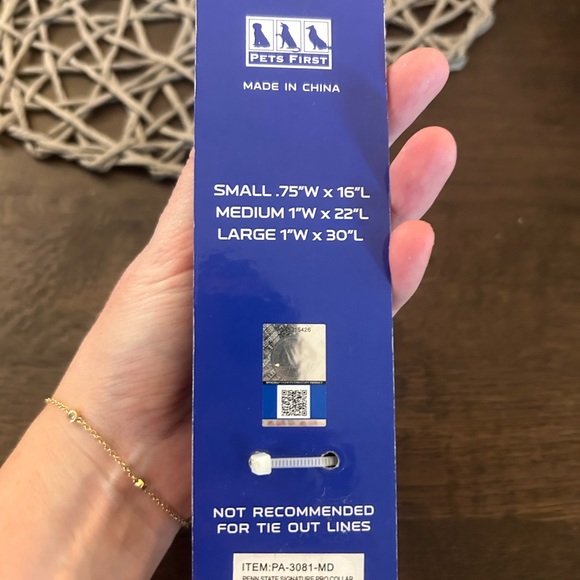 PETS FIRST
MADE IN CHINA
SMALL .75"W x 16"L
MEDIUM 1"W x 22"L
LARGE 1"W x 30"L
NOT RECOMMENDED
FOR TIE OUT LINES
ITEM:PA-3081-MD
PENN STATE SIGNATURE PRO COLLAR